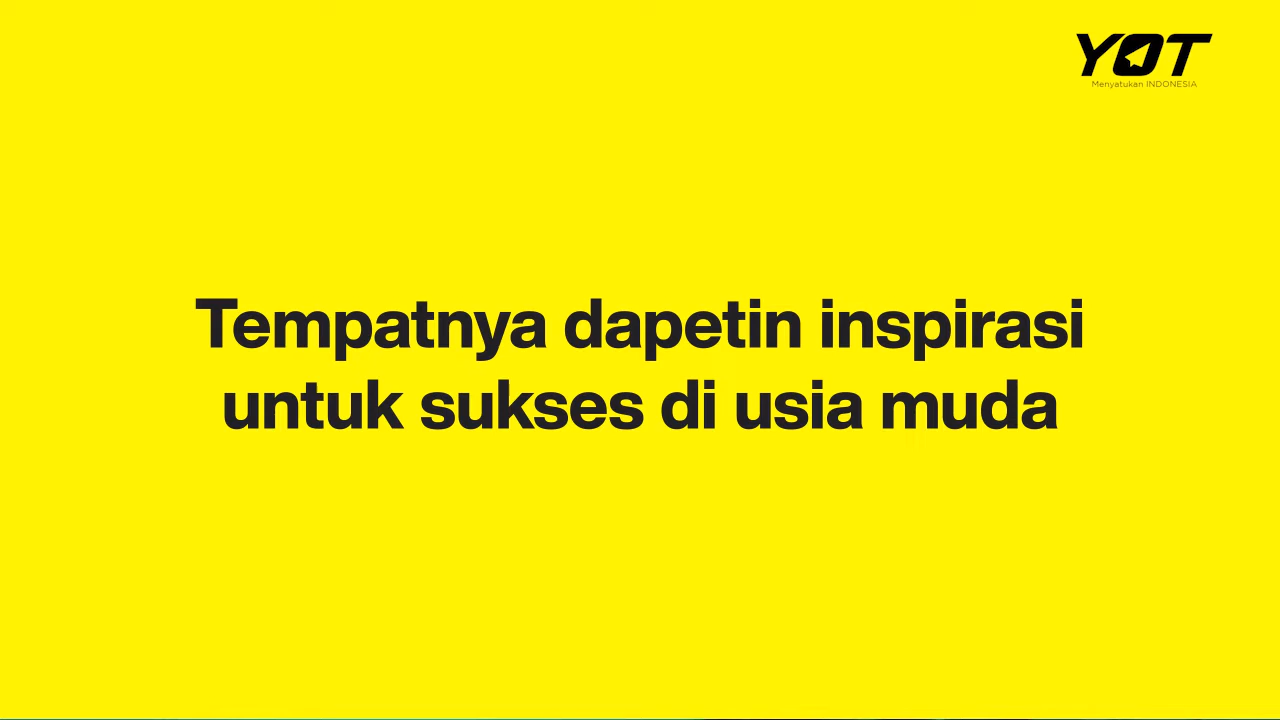 YOT
Menyatukan INDONESIA
Tempatnya dapetin inspirasi
untuk sukses di usia muda